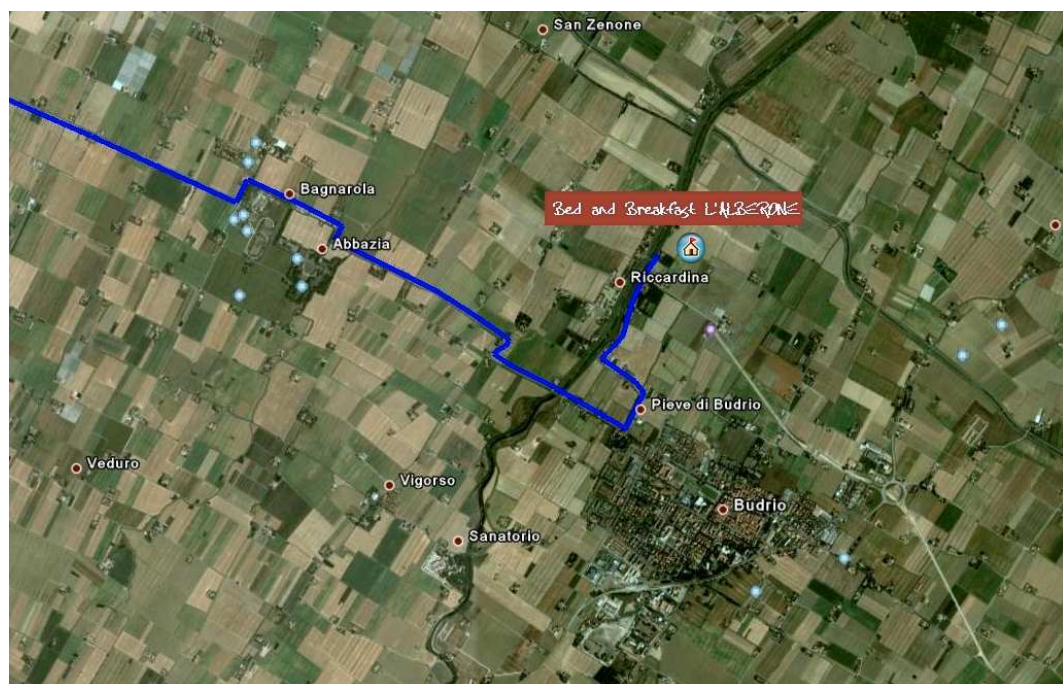 San Zenone
Bagnarola
Bed and Breakfast L'ALBERONE
Abbazia
Riccardina
Pieve di Budrio
Veduro
Vigorso
Budrio
Sanatorio